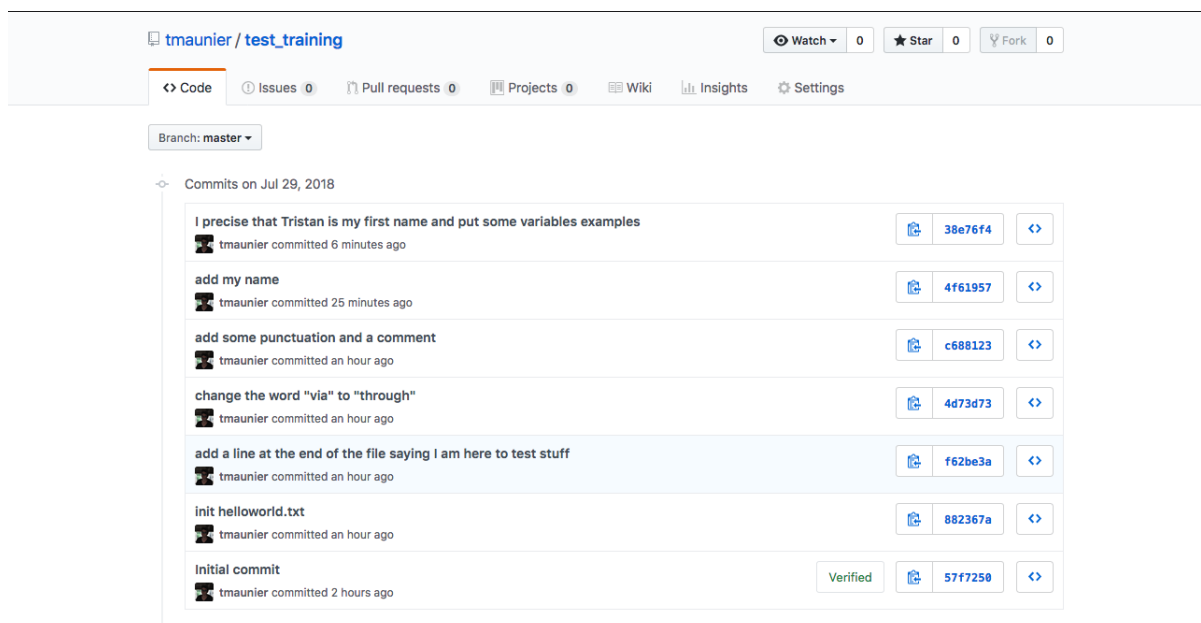 tmaunier / test_training
Watch 0 Star 0 Fork 0
Code Issues 0 Pull requests 0 Projects 0 Wiki Insights Settings
Branch: master
Commits on Jul 29, 2018
I precise that Tristan is my first name and put some variables examples
tmaunier committed 6 minutes ago
38e76f4
add my name
tmaunier committed 25 minutes ago
4f61957
add some punctuation and a comment
tmaunier committed an hour ago
c688123
change the word "via" to "through"
tmaunier committed an hour ago
4d73d73
add a line at the end of the file saying I am here to test stuff
tmaunier committed an hour ago
f62be3a
init helloworld.txt
tmaunier committed an hour ago
882367a
Initial commit
tmaunier committed 2 hours ago
Verified 57f7250